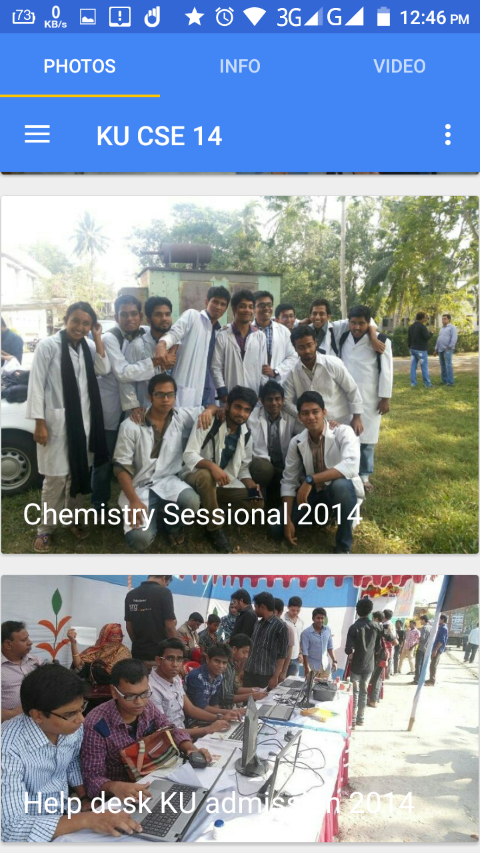 73
0
KB/s
3G
G
12:46 PM
PHOTOS
INFO
VIDEO
KU CSE 14
Chemistry Sessional 2014
Help desk KU admission 2014